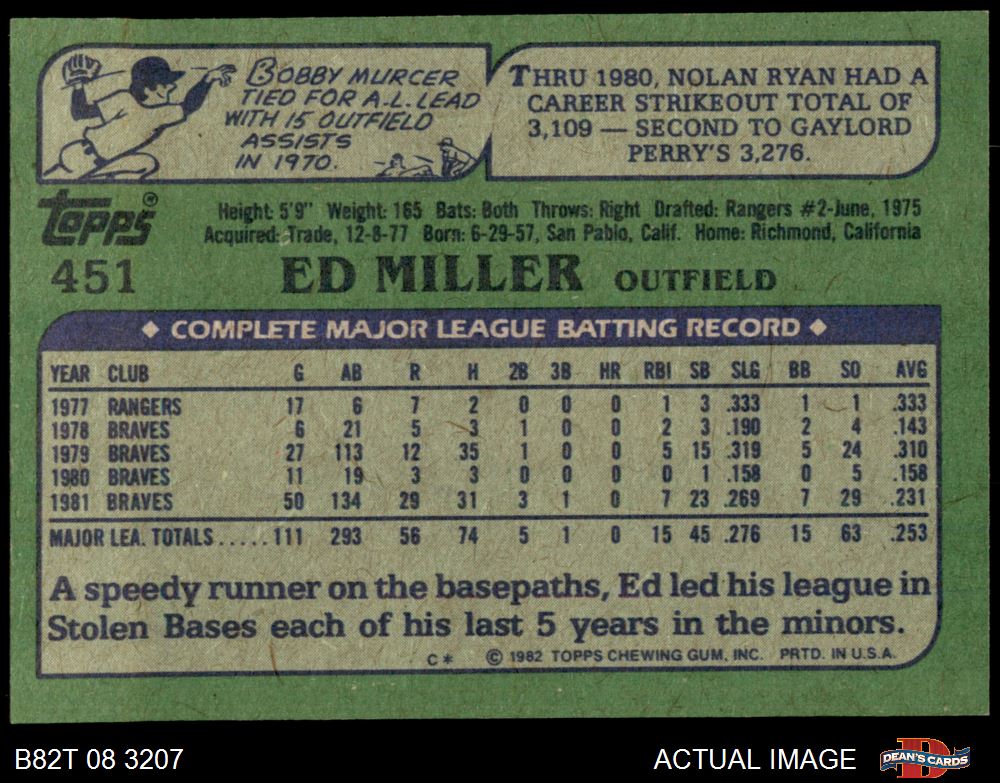 BOBBY MURCER
TIED FOR A.L. LEAD
WITH 15 OUTFIELD
ASSISTS
IN 1970.
THRU 1980, NOLAN RYAN HAD A
CAREER STRIKEOUT TOTAL OF
3,109 — SECOND TO GAYLORD
PERRY'S 3,276.
Topps®
Height: 5'9" Weight: 165 Bats: Both Throws: Right Drafted: Rangers #2-June, 1975
Acquired: Trade, 12-8-77 Born: 6-29-57, San Pablo, Calif. Home: Richmond, California
451 ED MILLER OUTFIELD
◆ COMPLETE MAJOR LEAGUE BATTING RECORD ◆
YEAR CLUB G AB R H 2B 3B HR RBI SB SLG BB SO AVG
1977 RANGERS 17 6 7 2 0 0 0 1 3 .333 1 1 .333
1978 BRAVES 6 21 5 3 1 0 0 2 3 .190 2 4 .143
1979 BRAVES 27 113 12 35 1 0 0 5 15 .319 5 24 .310
1980 BRAVES 11 19 3 3 0 0 0 0 1 .158 0 5 .158
1981 BRAVES 50 134 29 31 3 1 0 7 23 .269 7 29 .231
MAJOR LEA. TOTALS.....111 293 56 74 5 1 0 15 45 .276 15 63 .253
A speedy runner on the basepaths, Ed led his league in
Stolen Bases each of his last 5 years in the minors.
C* © 1982 TOPPS CHEWING GUM, INC. PRTD. IN U.S.A.
B82T 08 3207 ACTUAL IMAGE DEAN'S CARDS